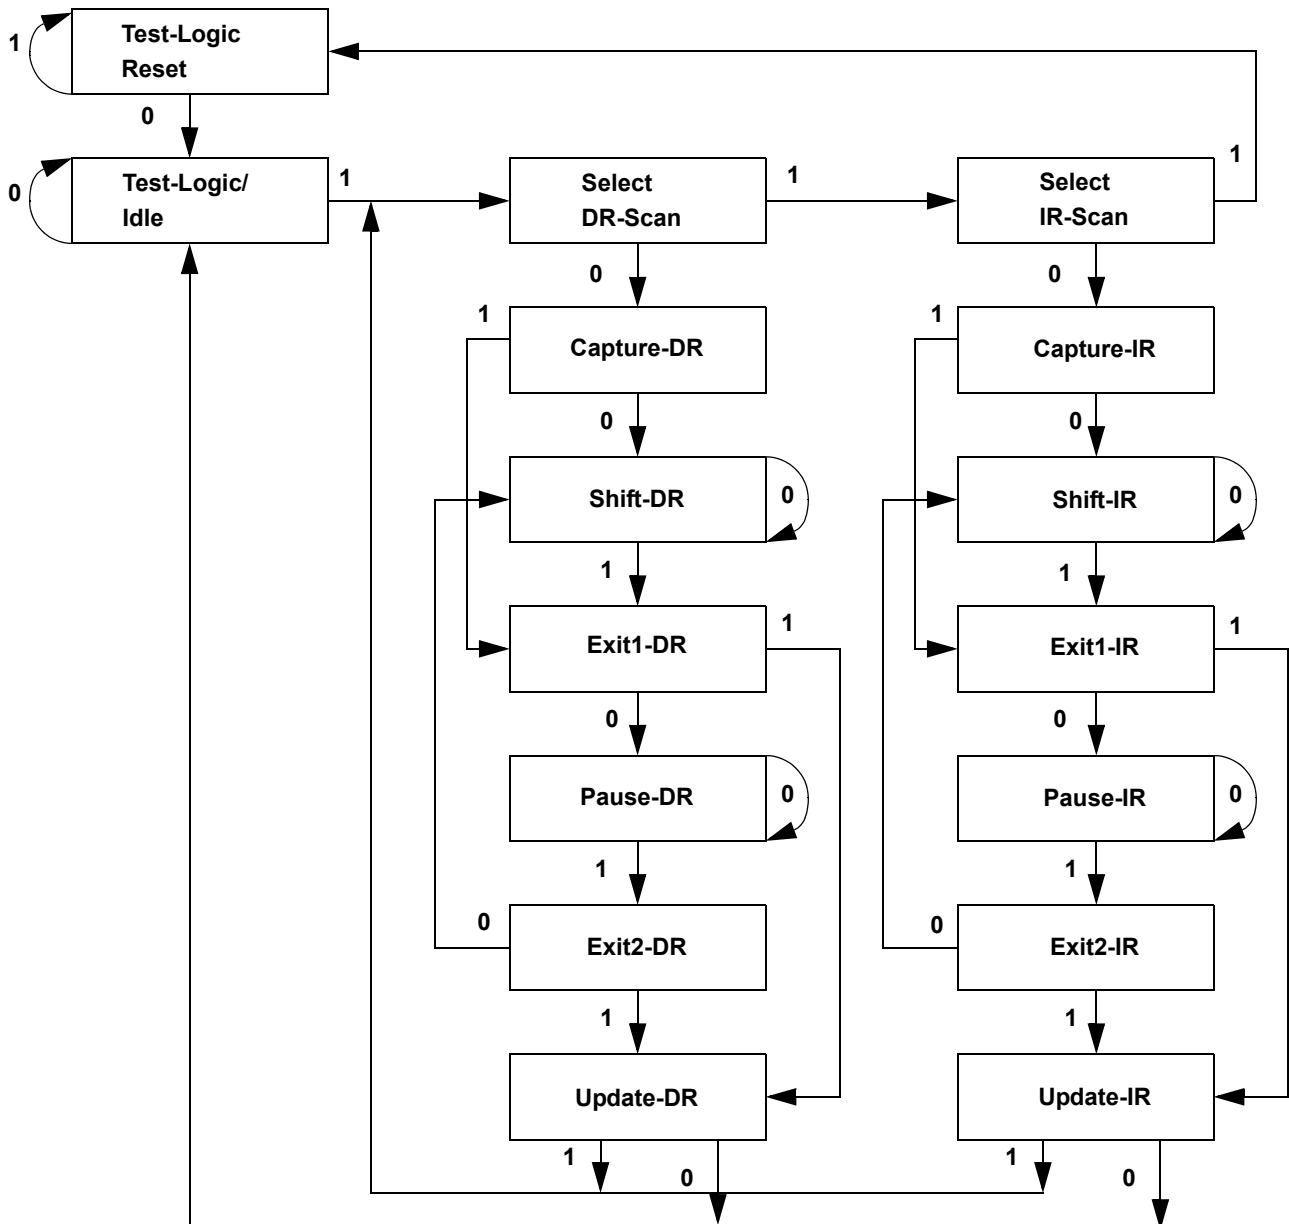 Test-Logic
Reset
1
0
Test-Logic/
Idle
0
1
Select
DR-Scan
1
Select
IR-Scan
1
0
0
1
Capture-DR
1
Capture-IR
0
0
Shift-DR
0
Shift-IR
0
1
1
Exit1-DR
1
Exit1-IR
1
0
0
Pause-DR
0
Pause-IR
0
1
1
0
Exit2-DR
0
Exit2-IR
1
1
Update-DR
Update-IR
1
0
1
0